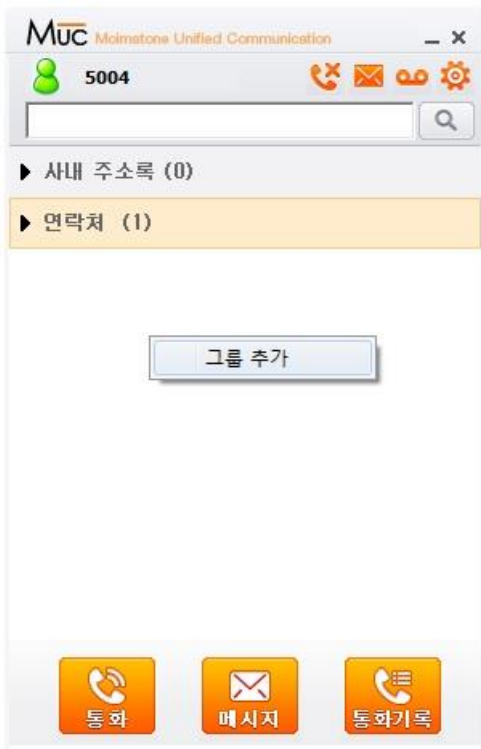 MUC Moimstone Unified Communication
5004
사내 주소록 (0)
연락처 (1)
그룹 추가
통화
메시지
통화기록